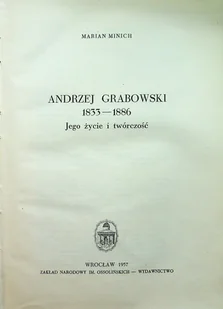 MARIAN MINICH
ANDRZEJ GRABOWSKI
1833—1886
Jego życie i twórczość
WROCŁAW 1957
ZAKŁAD NARODOWY IM. OSSOLIŃSKICH — WYDAWNICTWO